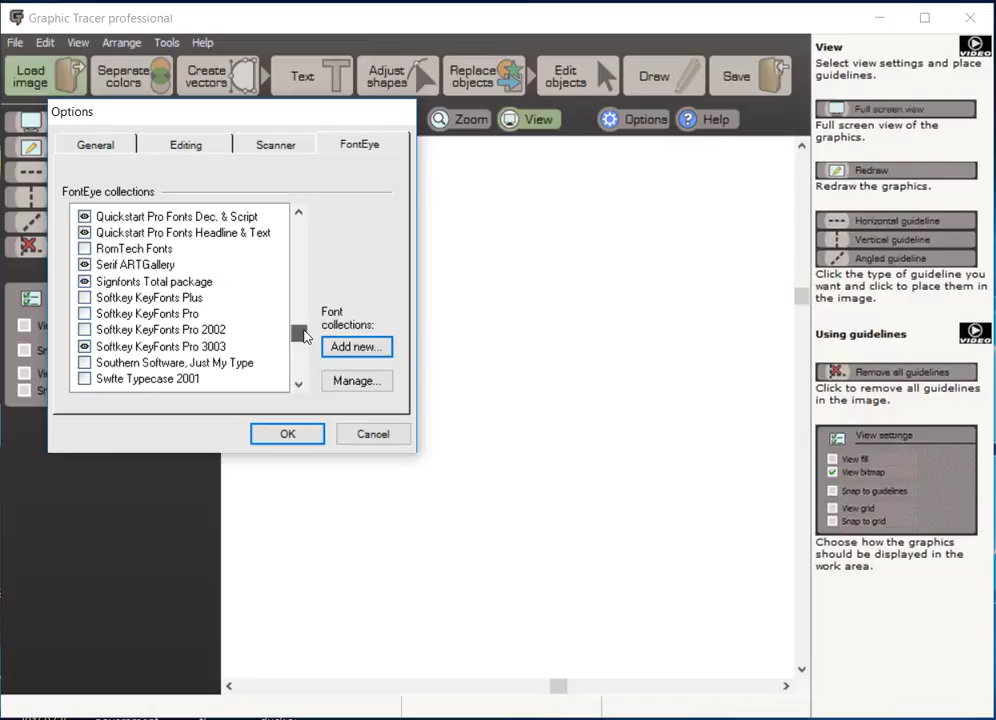 Graphic Tracer professional
File Edit View Arrange Tools Help
Load image
Separate colors
Create vectors
Text
Adjust shapes
Replace objects
Edit objects
Draw
Save
Zoom
View
Options
Help
Options
General
Editing
Scanner
FontEye
FontEye collections
Quickstart Pro Fonts Dec. & Script
Quickstart Pro Fonts Headline & Text
RomTech Fonts
Serif ARTGallery
Signfonts Total package
Softkey KeyFonts Plus
Softkey KeyFonts Pro
Softkey KeyFonts Pro 2002
Softkey KeyFonts Pro 3003
Southern Software, Just My Type
Swfte Typecase 2001
Font
collections:
Add new...
Manage...
OK
Cancel
View
VIDEO
Select view settings and place
guidelines.
Full screen view
Full screen view of the
graphics.
Redraw
Redraw the graphics.
Horizontal guideline
Vertical guideline
Angled guideline
Click the type of guideline you
want and click to place them in
the image.
Using guidelines
VIDEO
Remove all guidelines
Click to remove all guidelines
in the image.
View settings
View fill
View bitmap
Snap to guidelines
View grid
Snap to grid
Choose how the graphics
should be displayed in the
work area.